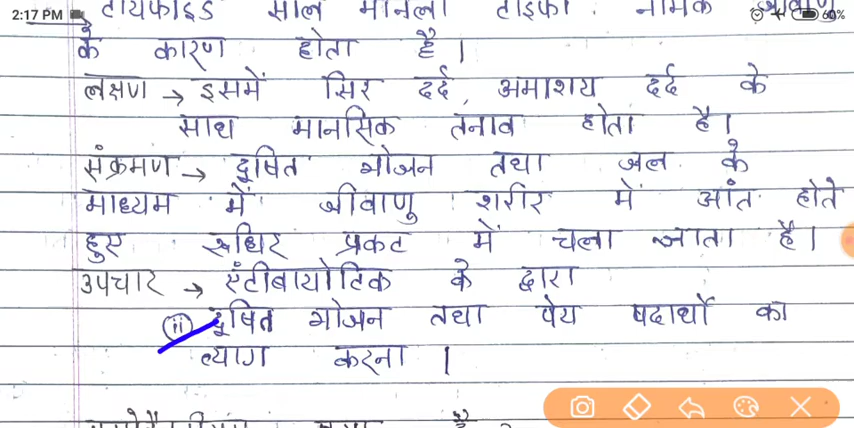 2:17 PM 60%
टायफाइड साल मोनेला टाइफी नामक जीवाणु
के कारण होता है।
लक्षण → इसमें सिर दर्द, अमाशय दर्द के
साथ मानसिक तनाव होता है।
संक्रमण → दूषित भोजन तथा जल के
माध्यम में जीवाणु शरीर में आंत होते
हुए रूधिर प्रकट में चला जाता है।
उपचार → एंटीबायोटिक के द्वारा
(ii) दूषित भोजन तथा पेय पदार्थो का
त्याग करना |